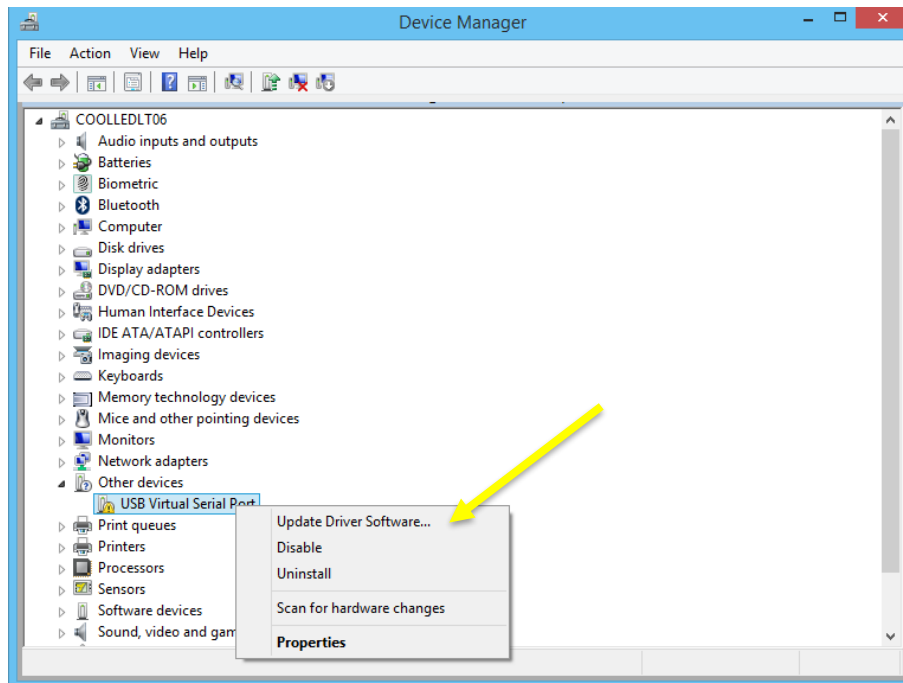 Device Manager
File Action View Help
COOLLEDLT06
Audio inputs and outputs
Batteries
Biometric
Bluetooth
Computer
Disk drives
Display adapters
DVD/CD-ROM drives
Human Interface Devices
IDE ATA/ATAPI controllers
Imaging devices
Keyboards
Memory technology devices
Mice and other pointing devices
Monitors
Network adapters
Other devices
USB Virtual Serial Port
Print queues
Printers
Processors
Sensors
Software devices
Sound, video and gam
Update Driver Software...
Disable
Uninstall
Scan for hardware changes
Properties